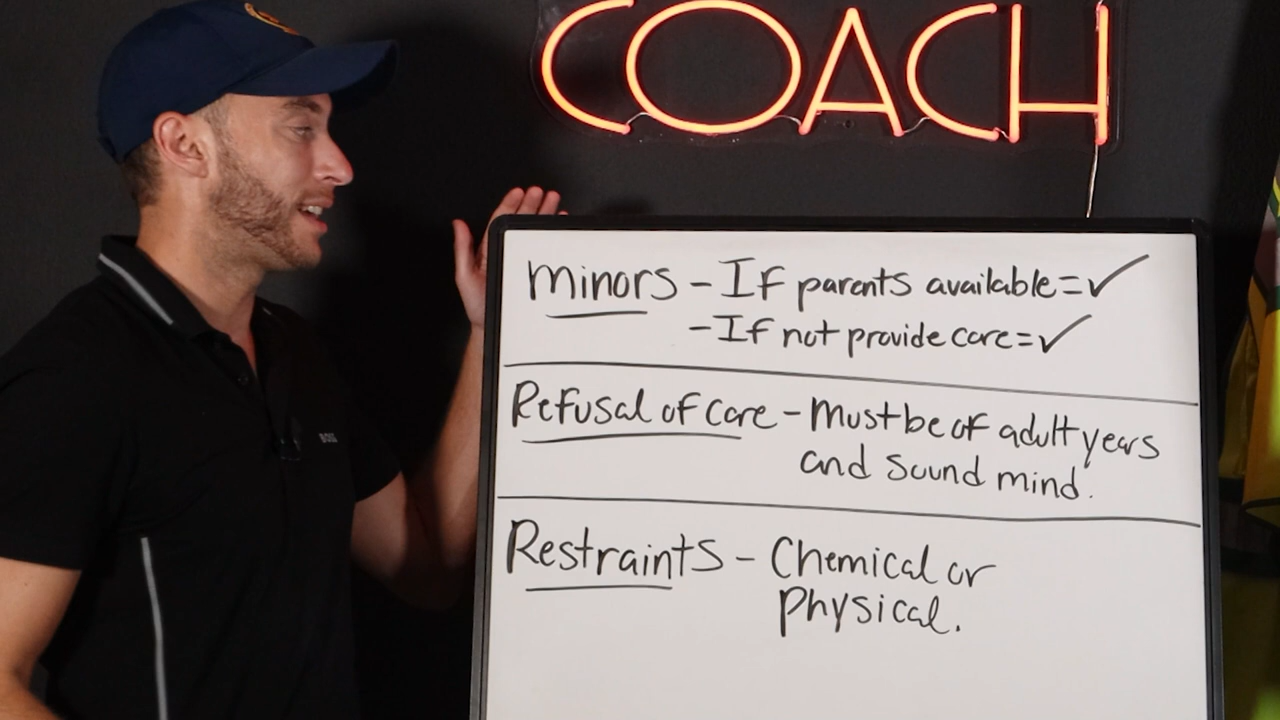 COACH
Minors - If parents available = ✓
- If not provide care = ✓
Refusal of care - Must be of adult years
and sound mind.
Restraints - Chemical or
Physical.
BOSS